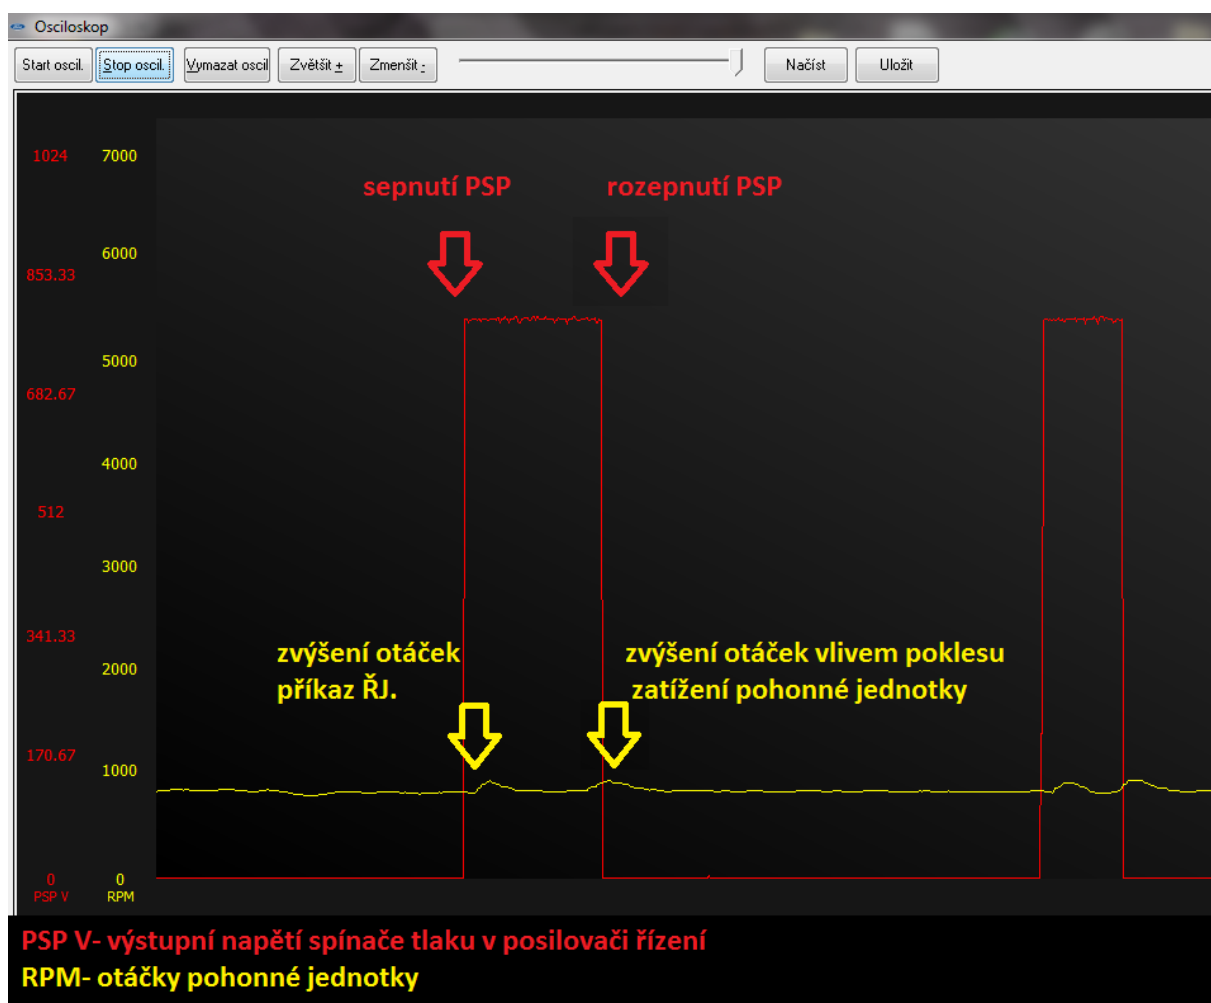 Osciloskop
Start oscil. Stop oscil. Vymazat oscil Zvětšit + Zmenšit - Načíst Uložit
1024 7000
sepnutí PSP rozepnutí PSP
6000
853.33
5000
682.67
4000
512
3000
341.33
zvýšení otáček zvýšení otáček vlivem poklesu
2000
příkaz ŘJ. zatížení pohonné jednotky
170.67
1000
0 0
PSP V RPM
PSP V- výstupní napětí spínače tlaku v posilovači řízení
RPM- otáčky pohonné jednotky